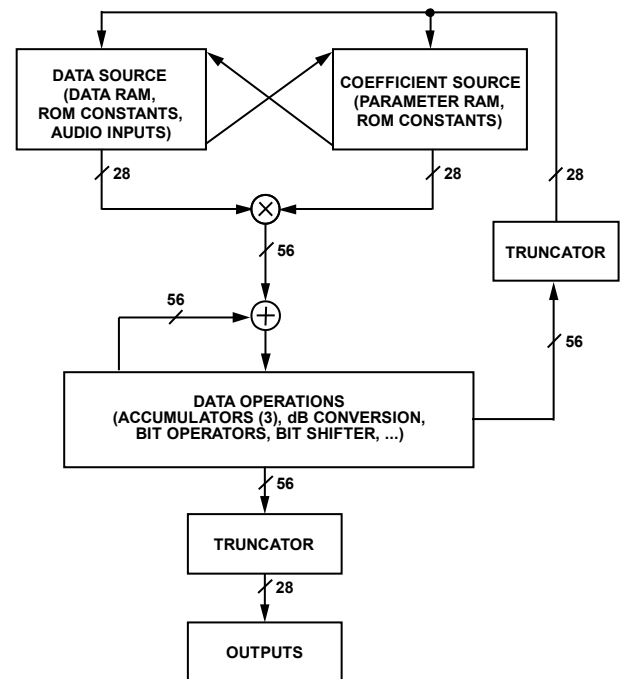 DATA SOURCE
(DATA RAM,
ROM CONSTANTS,
AUDIO INPUTS)
COEFFICIENT SOURCE
(PARAMETER RAM,
ROM CONSTANTS)
28
28
28
TRUNCATOR
56
56
56
DATA OPERATIONS
(ACCUMULATORS (3), dB CONVERSION,
BIT OPERATORS, BIT SHIFTER, ...)
56
TRUNCATOR
28
OUTPUTS